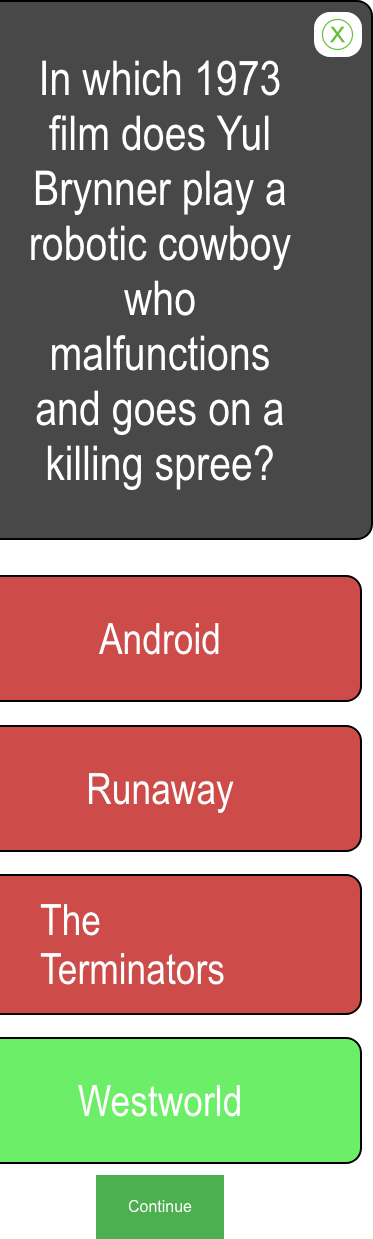 X
In which 1973
film does Yul
Brynner play a
robotic cowboy
who
malfunctions
and goes on a
killing spree?
Android
Runaway
The
Terminators
Westworld
Continue